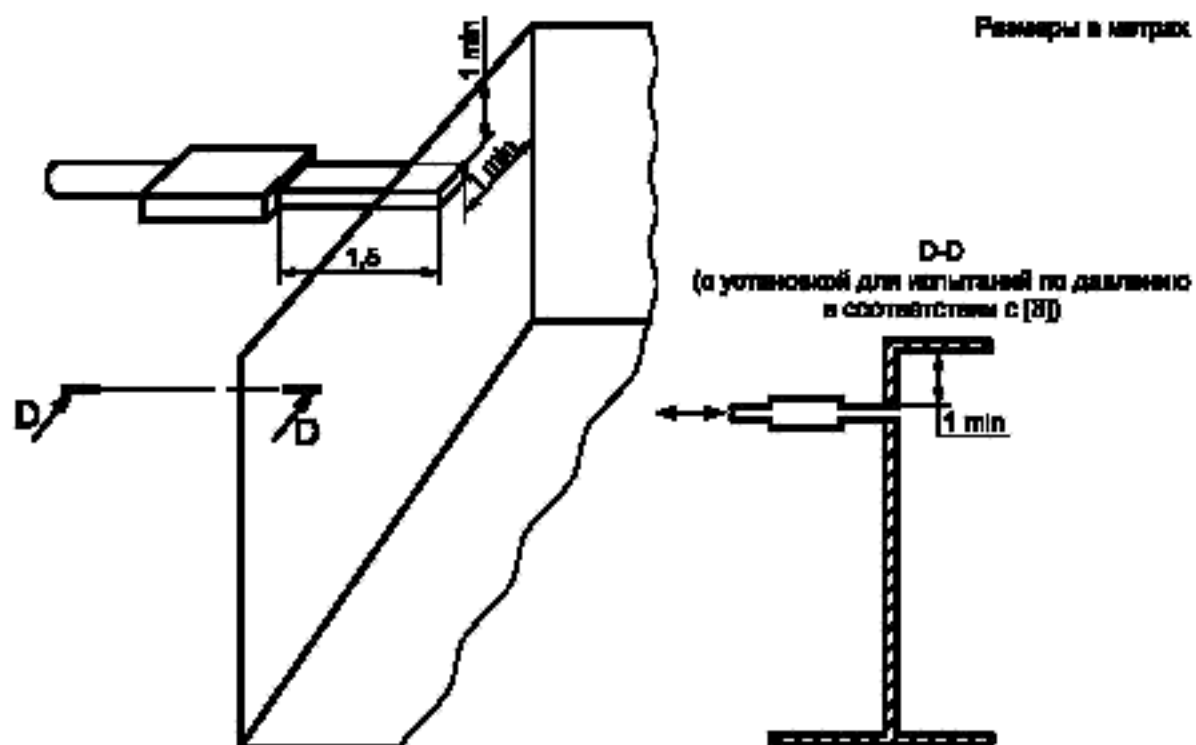 Размеры в метрах
1 min
1 min
1,5
D-D
(с установкой для испытаний по давлению
в соответствии с [8])
D
D
1 min